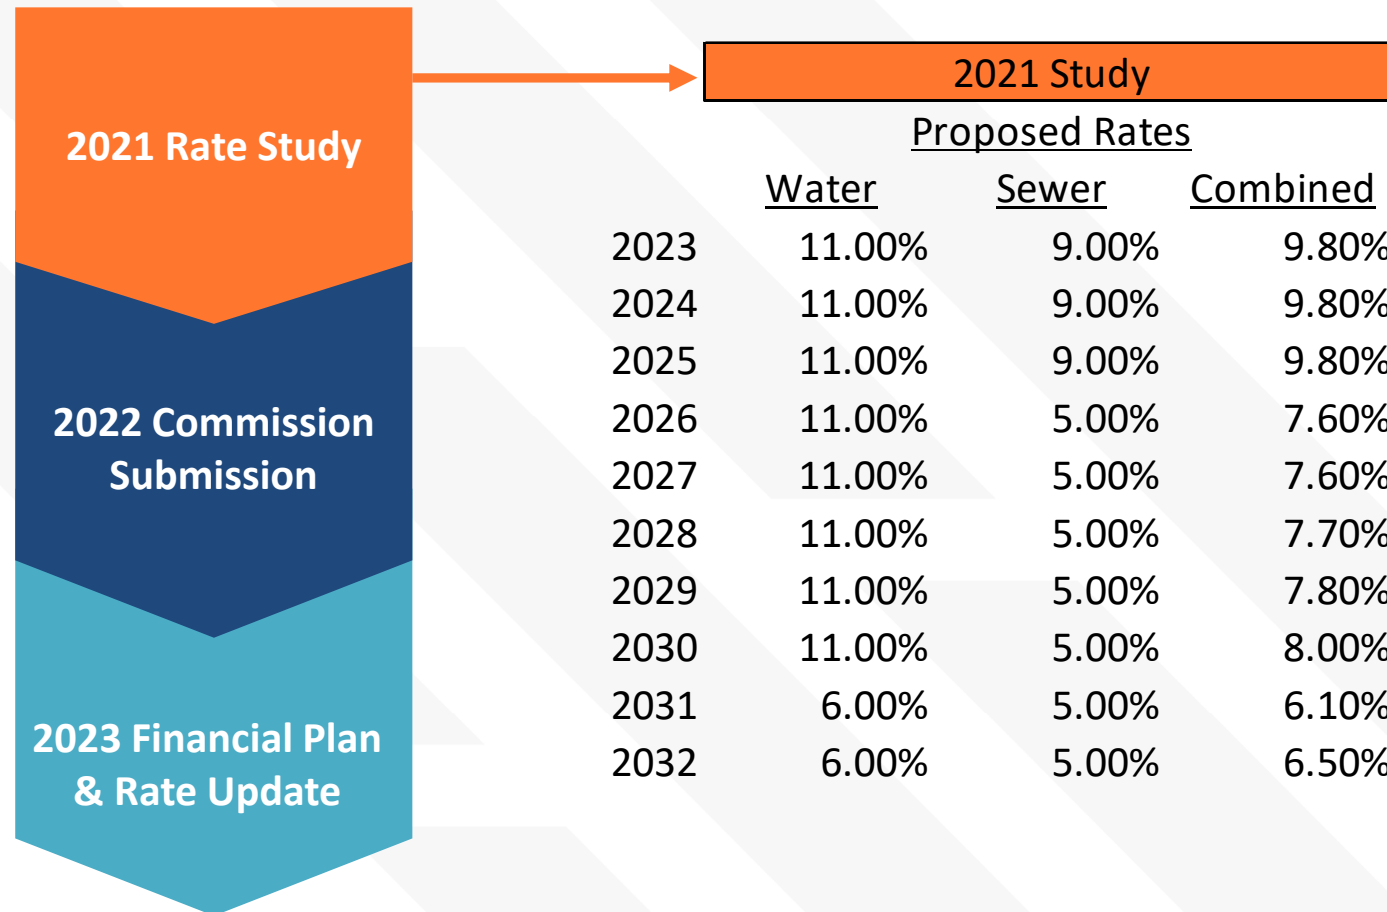 2021 Rate Study
2022 Commission
Submission
2023 Financial Plan
& Rate Update
2021 Study
Proposed Rates
Water Sewer Combined
2023 11.00% 9.00% 9.80%
2024 11.00% 9.00% 9.80%
2025 11.00% 9.00% 9.80%
2026 11.00% 5.00% 7.60%
2027 11.00% 5.00% 7.60%
2028 11.00% 5.00% 7.70%
2029 11.00% 5.00% 7.80%
2030 11.00% 5.00% 8.00%
2031 6.00% 5.00% 6.10%
2032 6.00% 5.00% 6.50%